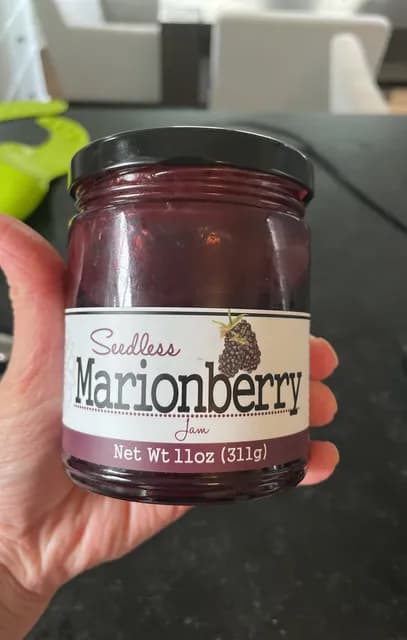 Seedless
Marionberry
Jam
Net Wt 11oz (311g)